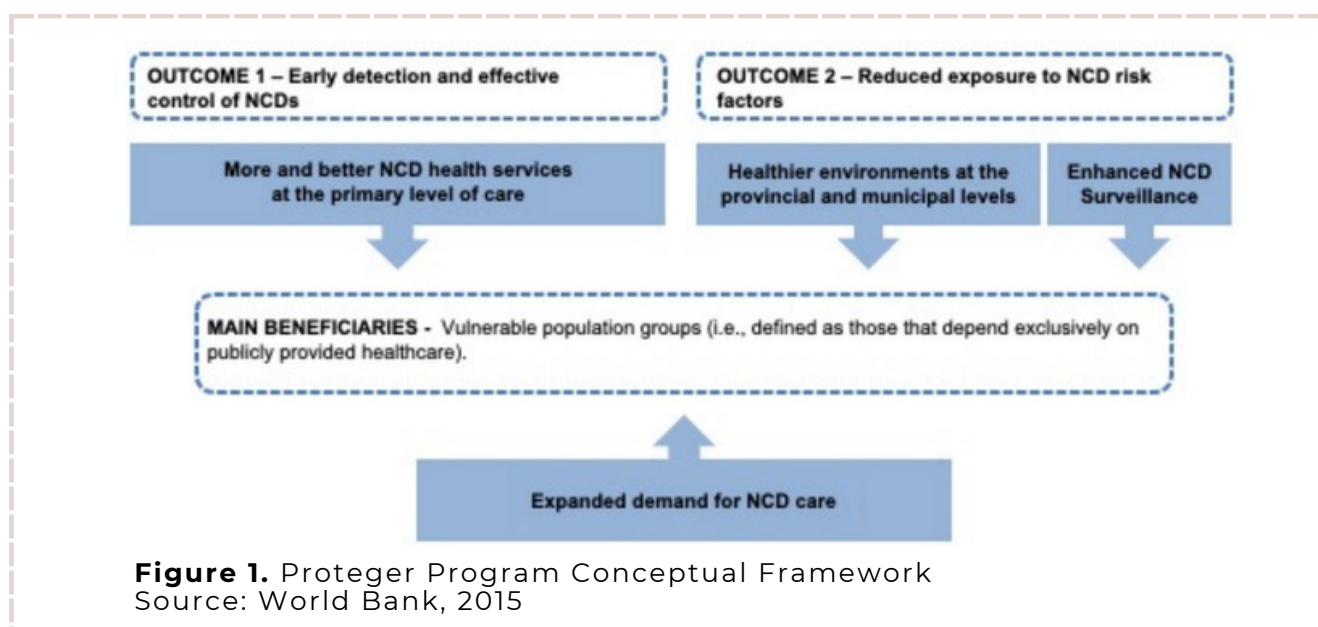 OUTCOME 1 – Early detection and effective
control of NCDs
OUTCOME 2 – Reduced exposure to NCD risk
factors
More and better NCD health services
at the primary level of care
Healthier environments at the
provincial and municipal levels
Enhanced NCD
Surveillance
MAIN BENEFICIARIES - Vulnerable population groups (i.e., defined as those that depend exclusively on
publicly provided healthcare).
Expanded demand for NCD care
Figure 1. Proteger Program Conceptual Framework
Source: World Bank, 2015